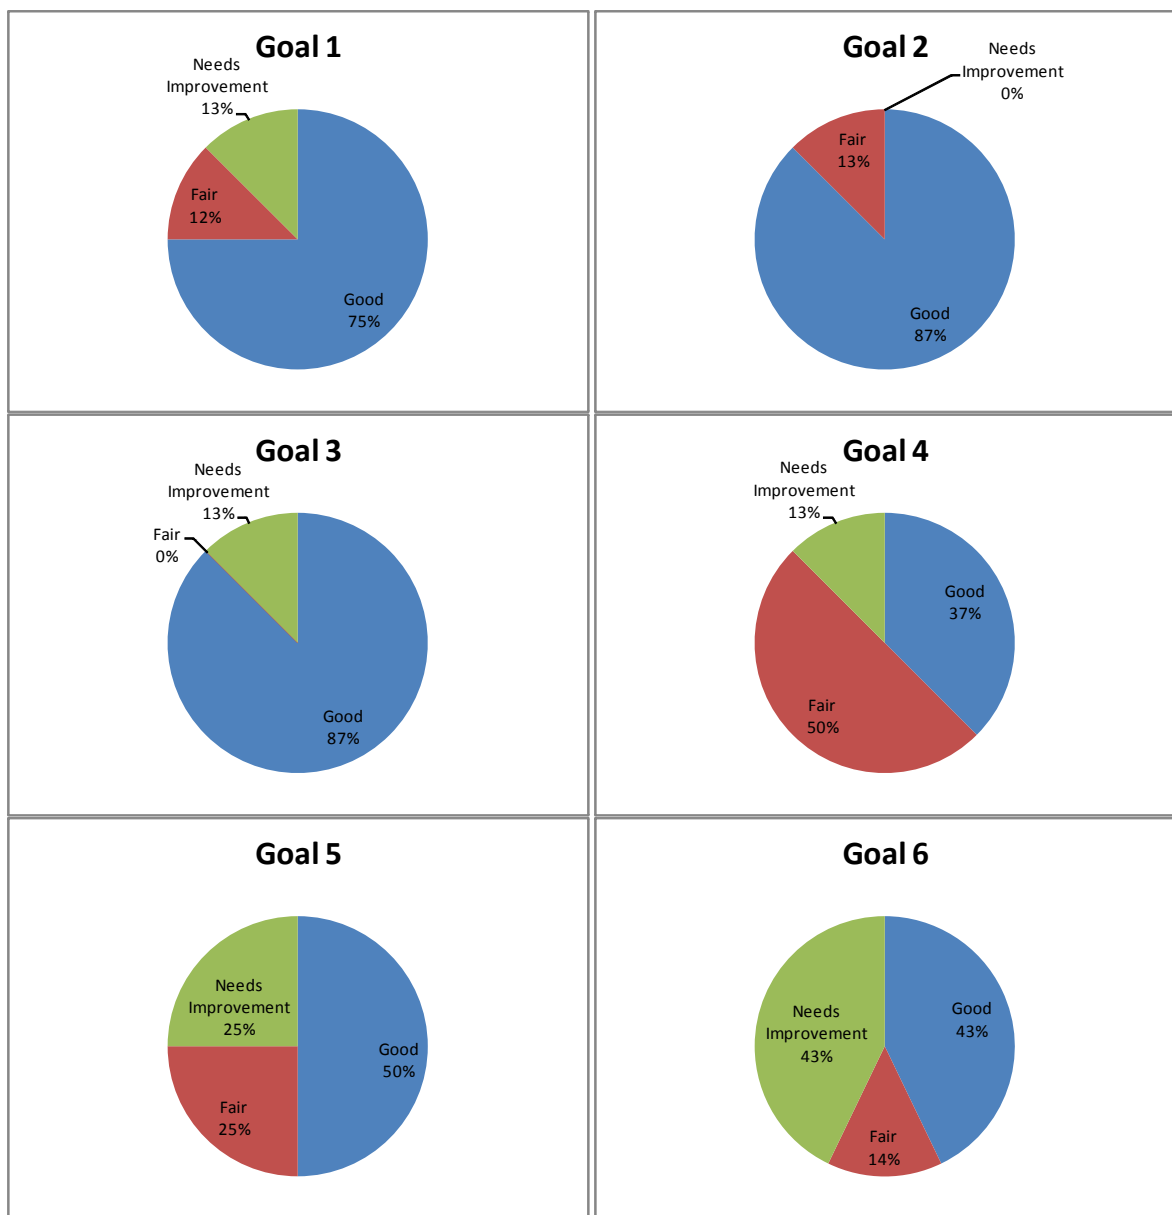 Goal 1
Needs
Improvement
13%
Fair
12%
Good
75%
Goal 2
Needs
Improvement
0%
Fair
13%
Good
87%
Goal 3
Needs
Improvement
13%
Fair
0%
Good
87%
Goal 4
Needs
Improvement
13%
Good
37%
Fair
50%
Goal 5
Needs
Improvement
25%
Good
50%
Fair
25%
Goal 6
Needs
Improvement
43%
Good
43%
Fair
14%